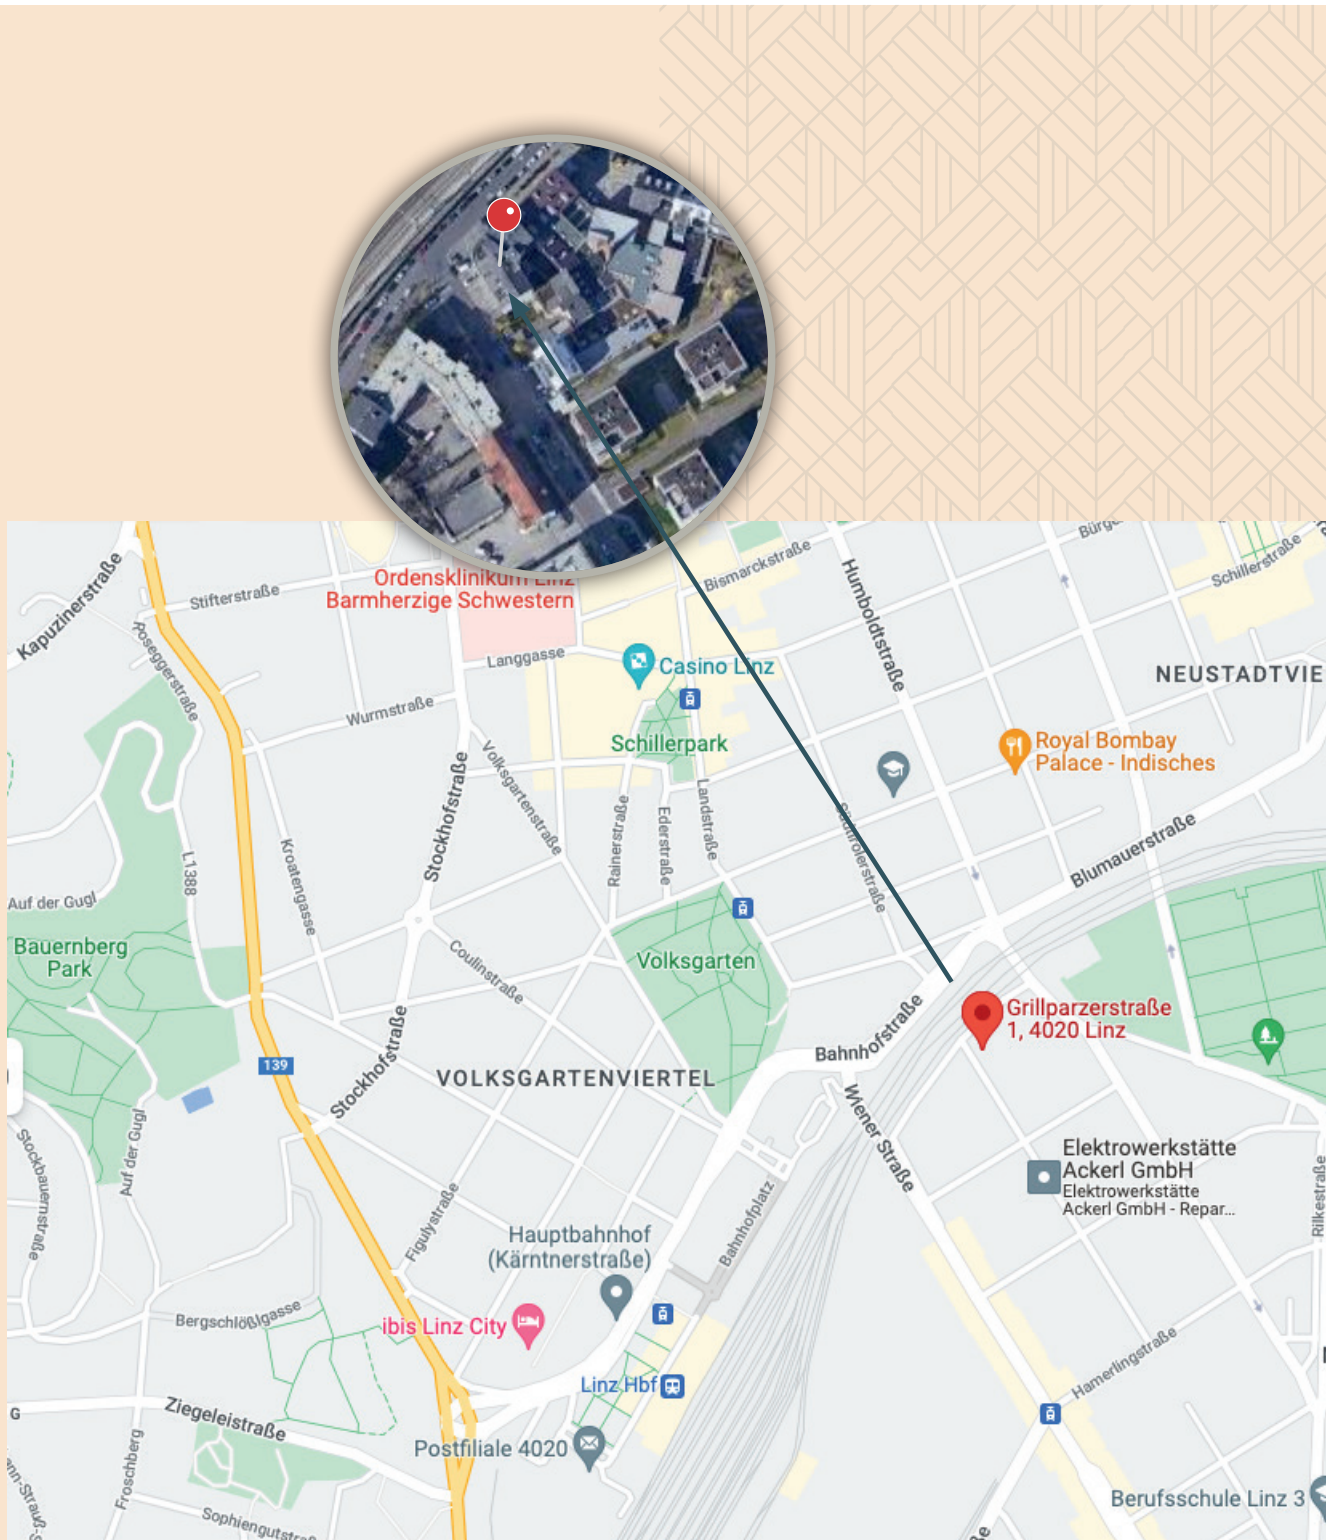 Ordensklinikum Linz
Barmherzige Schwestern
Kapuzinerstraße
Stifterstraße
Roseggerstraße
Langgasse
Wurmstraße
Casino Linz
Schillerpark
Bismarckstraße
Humboldtstraße
Schillerstraße
NEUSTADTVIE
Royal Bombay
Palace - Indisches
Volksgartenstraße
Stockhofstraße
Rainerstraße
Ederstraße
Landstraße
Südtirolerstraße
Blumauerstraße
Kroatengasse
L1388
Auf der Gugl
Bauernberg
Park
Coulinstraße
Volksgarten
Grillparzerstraße
1, 4020 Linz
Bahnhofstraße
139
Stockhofstraße
VOLKSGARTENVIERTEL
Wiener Straße
Stockbauernstraße
Auf der Gugl
Elektrowerkstätte
Ackerl GmbH
Elektrowerkstätte
Ackerl GmbH - Repar...
Rilkestraße
Figulystraße
Bahnhofplatz
Hauptbahnhof
(Kärntnerstraße)
Bergschlößlgasse
ibis Linz City
Linz Hbf
Hamerlingstraße
G
Ziegeleistraße
Froschberg
Postfiliale 4020
Berufsschule Linz 3